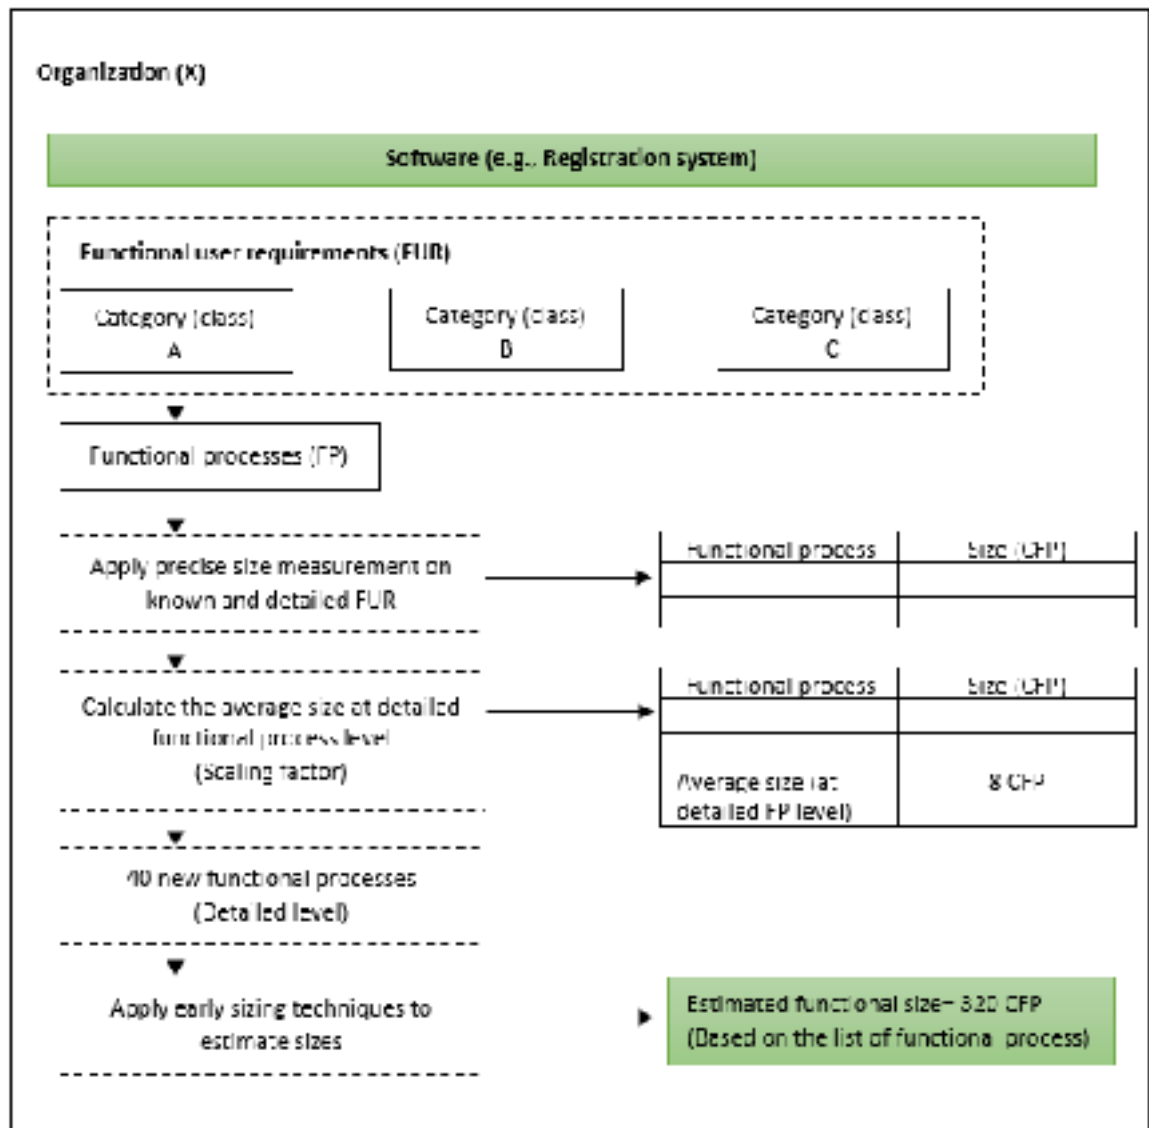 Organization (X)
Software (e.g., Registration system)
Functional user requirements (FUR)
Category (class)
A
Category (class)
B
Category (class)
C
Functional processes (FP)
Apply precise size measurement on
known and detailed FUR
Functional process
Size (CFP)
Calculate the average size at detailed
functional process level
(Scaling factor)
Functional process
Size (CFP)
Average size (at
detailed FP level)
8 CFP
40 new functional processes
(Detailed level)
Apply early sizing techniques to
estimate sizes
Estimated functional size= 320 CFP
(Based on the list of functional process)